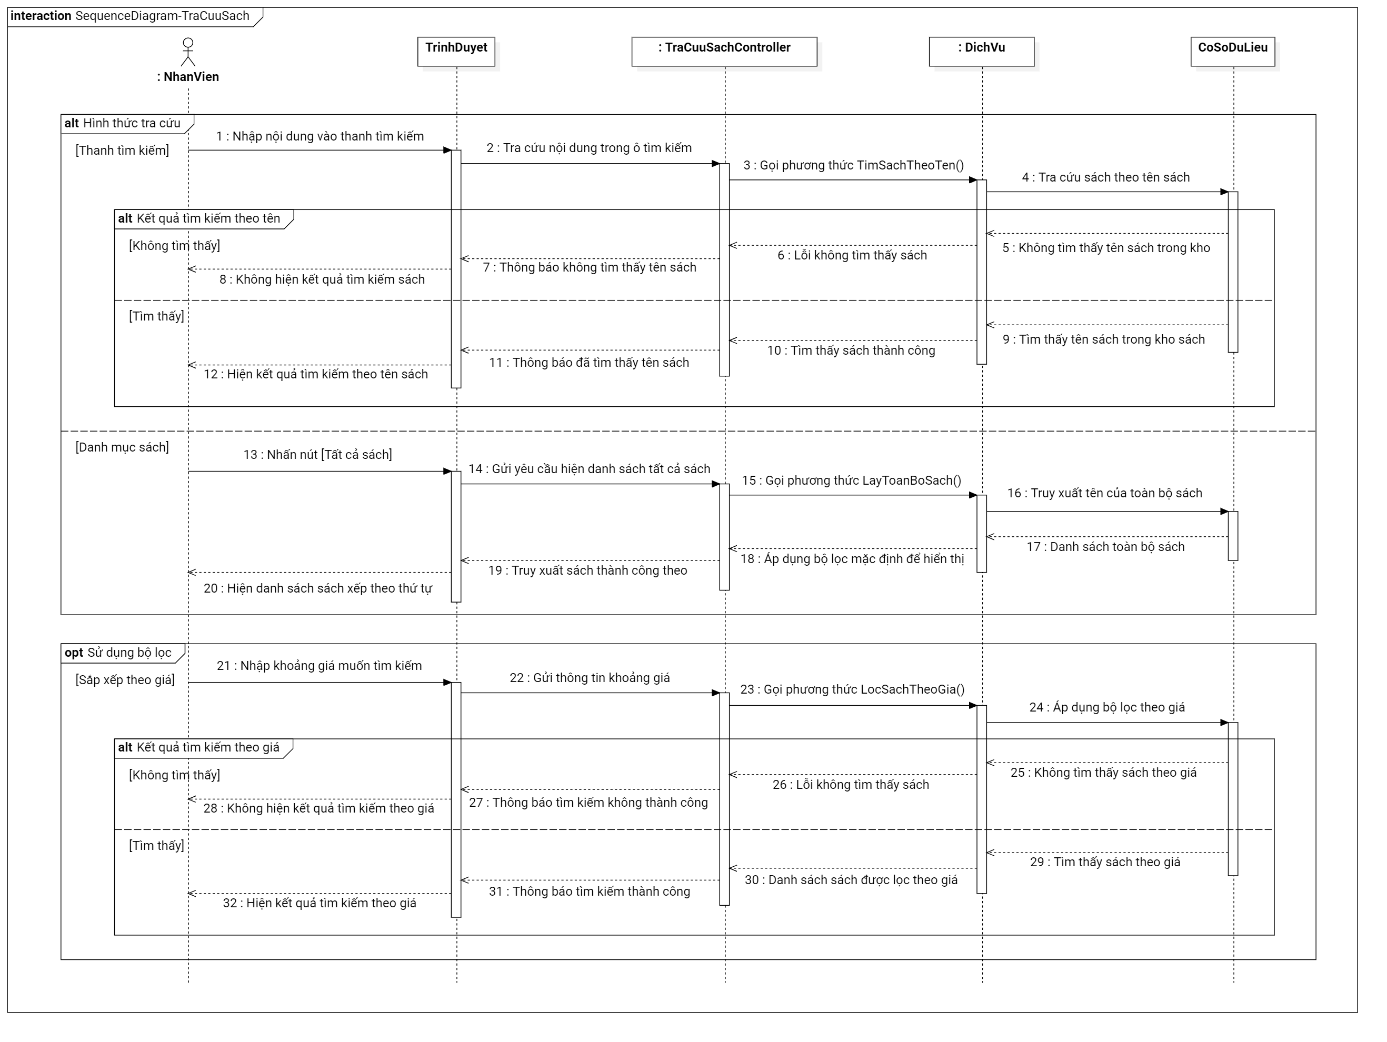 interaction SequenceDiagram-TraCuuSach
: NhanVien
TrinhDuyet
: TraCuuSachController
: DichVu
CoSoDuLieu
alt Hình thức tra cứu
[Thanh tìm kiếm]
1 : Nhập nội dung vào thanh tìm kiếm
2 : Tra cứu nội dung trong ô tìm kiếm
3 : Gọi phương thức TimSachTheoTen()
4 : Tra cứu sách theo tên sách
alt Kết quả tìm kiếm theo tên
[Không tìm thấy]
5 : Không tìm thấy tên sách trong kho
6 : Lỗi không tìm thấy sách
7 : Thông báo không tìm thấy tên sách
8 : Không hiện kết quả tìm kiếm sách
[Tìm thấy]
9 : Tìm thấy tên sách trong kho sách
10 : Tìm thấy sách thành công
11 : Thông báo đã tìm thấy tên sách
12 : Hiện kết quả tìm kiếm theo tên sách
[Danh mục sách]
13 : Nhấn nút [Tất cả sách]
14 : Gửi yêu cầu hiện danh sách tất cả sách
15 : Gọi phương thức LayToanBoSach()
16 : Truy xuất tên của toàn bộ sách
17 : Danh sách toàn bộ sách
18 : Áp dụng bộ lọc mặc định để hiển thị
19 : Truy xuất sách thành công theo
20 : Hiện danh sách sách xếp theo thứ tự
opt Sử dụng bộ lọc
[Sắp xếp theo giá]
21 : Nhập khoảng giá muốn tìm kiếm
22 : Gửi thông tin khoảng giá
23 : Gọi phương thức LocSachTheoGia()
24 : Áp dụng bộ lọc theo giá
alt Kết quả tìm kiếm theo giá
[Không tìm thấy]
25 : Không tìm thấy sách theo giá
26 : Lỗi không tìm thấy sách
27 : Thông báo tìm kiếm không thành công
28 : Không hiện kết quả tìm kiếm theo giá
[Tìm thấy]
29 : Tìm thấy sách theo giá
30 : Danh sách sách được lọc theo giá
31 : Thông báo tìm kiếm thành công
32 : Hiện kết quả tìm kiếm theo giá